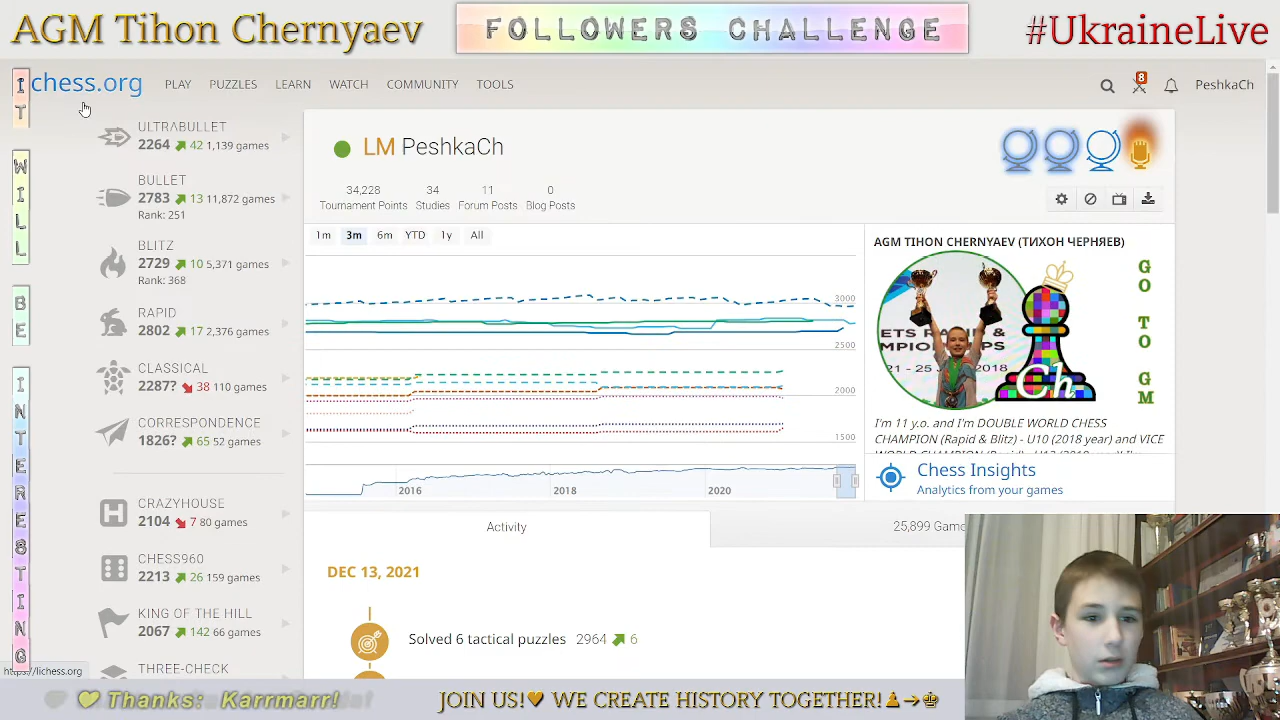 AGM Tihon Chernyaev
FOLLOWERS CHALLENGE
#UkraineLive
IT WILL BE INTERESTING
lichess.org
PLAY
PUZZLES
LEARN
WATCH
COMMUNITY
TOOLS
8
PeshkaCh
ULTRABULLET
2264 42 1,139 games
BULLET
2783 13 11,872 games
Rank: 251
BLITZ
2729 10 5,371 games
Rank: 368
RAPID
2802 17 2,376 games
CLASSICAL
2287? 38 110 games
CORRESPONDENCE
1826? 65 52 games
CRAZYHOUSE
2104 7 80 games
CHESS960
2213 26 159 games
KING OF THE HILL
2067 142 66 games
THREE-CHECK
https://lichess.org
LM PeshkaCh
34,228 34 11 0
Tournament Points Studies Forum Posts Blog Posts
1m 3m 6m YTD 1y All
3000
2500
2000
1500
2016 2018 2020
AGM TIHON CHERNYAEV (ТИХОН ЧЕРНЯЕВ)
GO TO GM
Ch
I'm 11 y.o. and I'm DOUBLE WORLD CHESS
CHAMPION (Rapid & Blitz) - U10 (2018 year) and VICE
Chess Insights
Analytics from your games
Activity
25,899 Game
DEC 13, 2021
Solved 6 tactical puzzles 2964 6
Thanks: Karrmarr!
JOIN US! WE CREATE HISTORY TOGETHER!